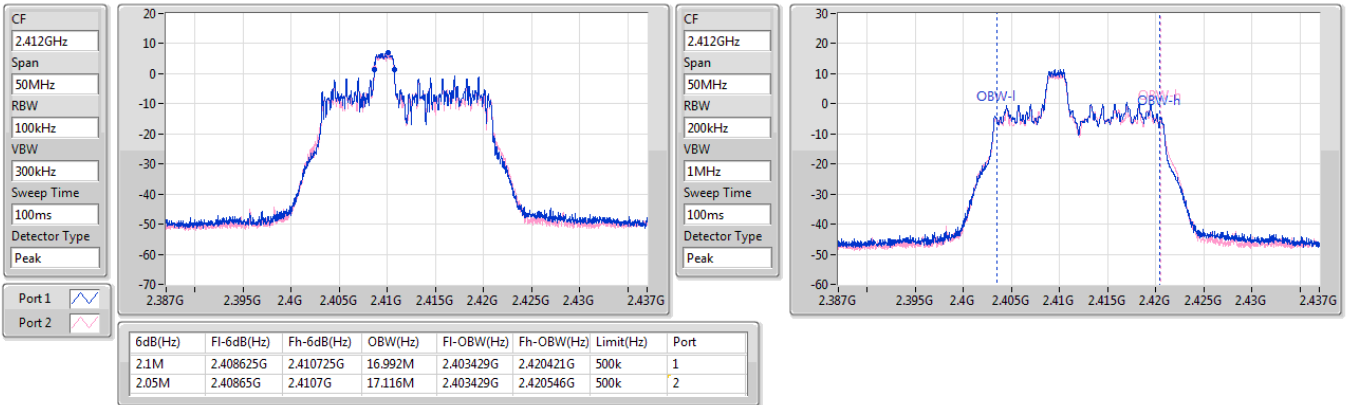 CF
2.412GHz
Span
50MHz
RBW
100kHz
VBW
300kHz
Sweep Time
100ms
Detector Type
Peak
Port 1
Port 2
20
10
0
-10
-20
-30
-40
-50
-60
-70
2.387G 2.395G 2.4G 2.405G 2.41G 2.415G 2.42G 2.425G 2.43G 2.437G
CF
2.412GHz
Span
50MHz
RBW
200kHz
VBW
1MHz
Sweep Time
100ms
Detector Type
Peak
30
20
10
0
-10
-20
-30
-40
-50
-60
OBW-l
OBW-h
OBW-h
2.387G 2.395G 2.4G 2.405G 2.41G 2.415G 2.42G 2.425G 2.43G 2.437G
6dB(Hz) Fl-6dB(Hz) Fh-6dB(Hz) OBW(Hz) Fl-OBW(Hz) Fh-OBW(Hz) Limit(Hz) Port
2.1M 2.408625G 2.410725G 16.992M 2.403429G 2.420421G 500k 1
2.05M 2.40865G 2.4107G 17.116M 2.403429G 2.420546G 500k 2